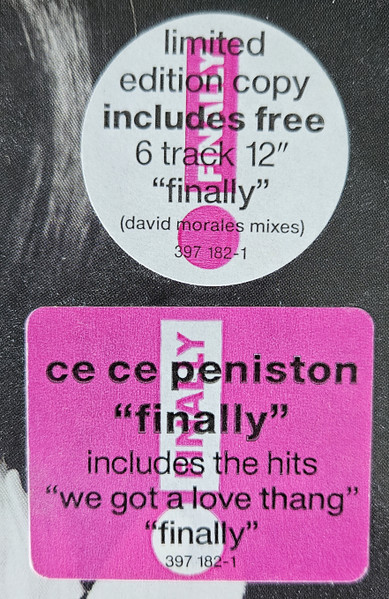 limited
edition copy
includes free
6 track 12"
"finally"
(david morales mixes)
397 182-1
FINALLY
ce ce peniston
"finally"
includes the hits
"we got a love thang"
"finally"
397 182-1
FINALLY